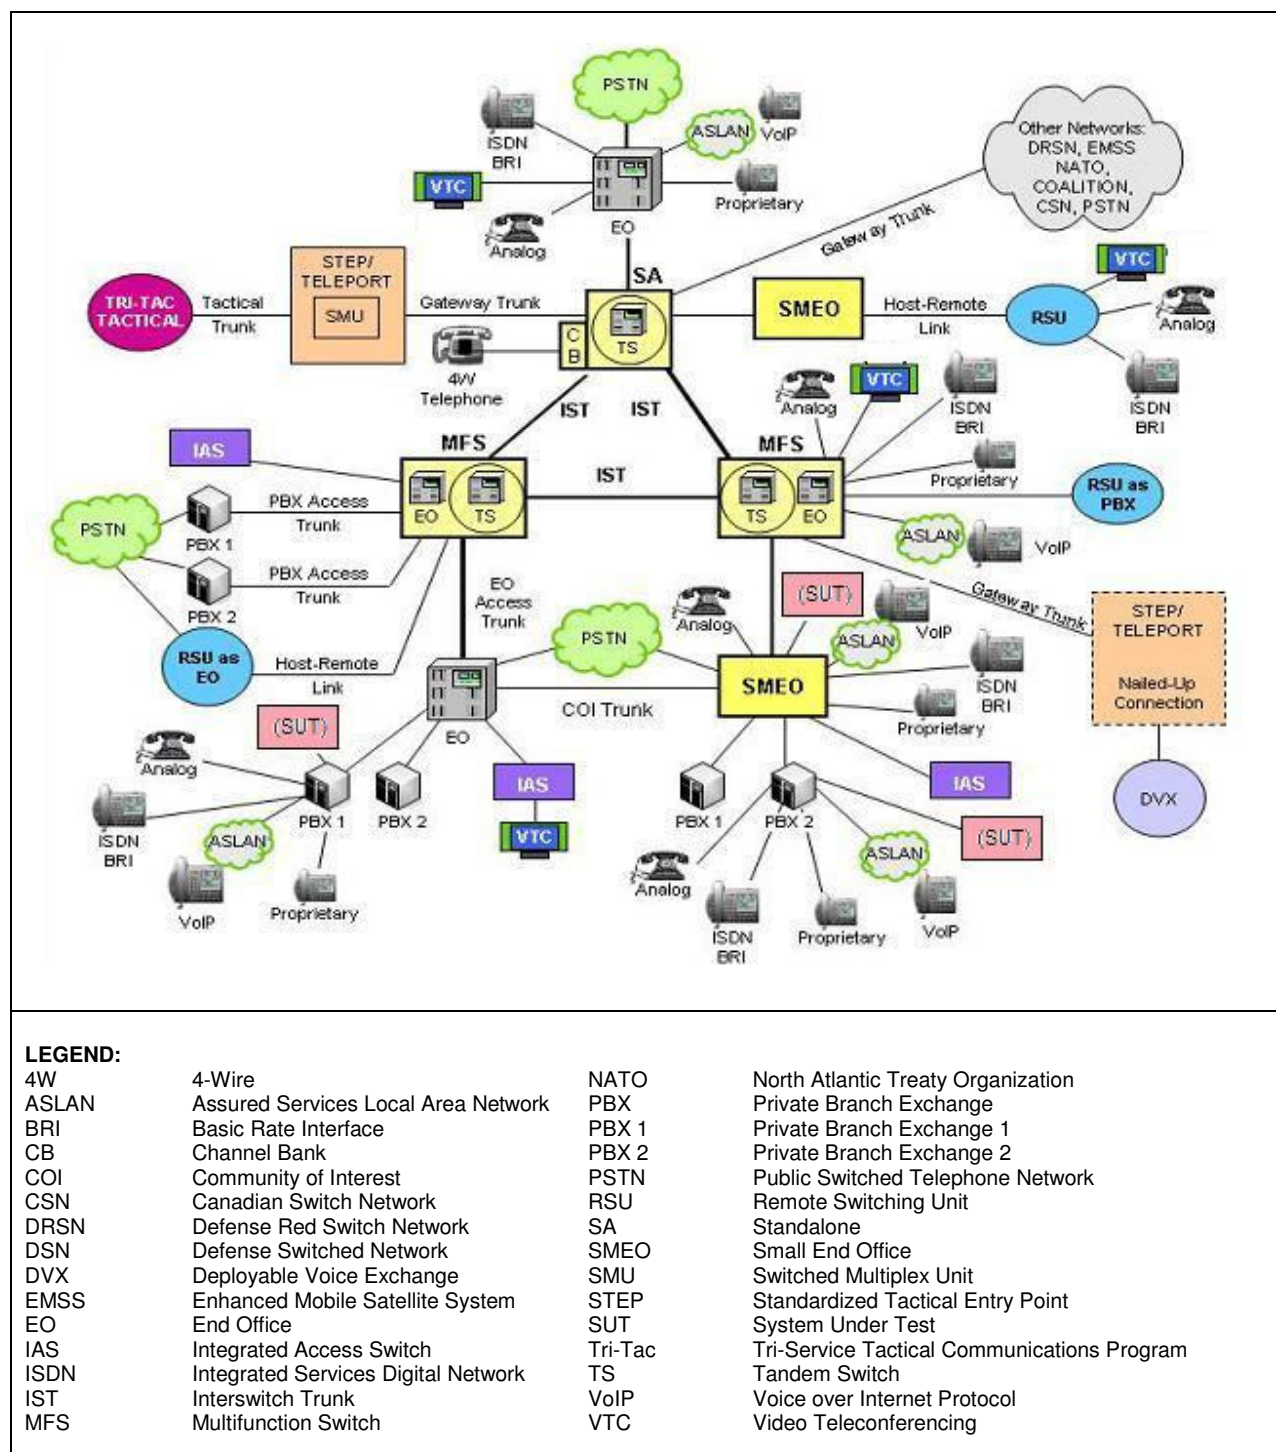 PSTN
ISDN
BRI
ASLAN
VoIP
VTC
Proprietary
Analog
EO
Other Networks:
DRSN, EMSS
NATO,
COALITION,
CSN, PSTN
Gateway Trunk
SA
STEP/
TELEPORT
SMU
TRI-TAC
TACTICAL
Tactical
Trunk
Gateway Trunk
C
B
TS
SMEO
Host-Remote
Link
RSU
VTC
Analog
ISDN
BRI
4W
Telephone
IST
IST
Analog
VTC
ISDN
BRI
Proprietary
MFS
MFS
IAS
EO
TS
IST
TS
EO
RSU as
PBX
PSTN
PBX 1
PBX Access
Trunk
PBX 2
PBX Access
Trunk
ASLAN
VoIP
Gateway Trunk
EO
Access
Trunk
RSU as
EO
Host-Remote
Link
PSTN
Analog
(SUT)
ASLAN
VoIP
STEP/
TELEPORT
Nailed-Up
Connection
SMEO
ISDN
BRI
Proprietary
COI Trunk
EO
(SUT)
Analog
ISDN
BRI
PBX 1
PBX 2
IAS
VTC
ASLAN
VoIP
Proprietary
PBX 1
PBX 2
IAS
(SUT)
DVX
Analog
ISDN
BRI
Proprietary
ASLAN
VoIP
LEGEND:
4W 4-Wire NATO North Atlantic Treaty Organization
ASLAN Assured Services Local Area Network PBX Private Branch Exchange
BRI Basic Rate Interface PBX 1 Private Branch Exchange 1
CB Channel Bank PBX 2 Private Branch Exchange 2
COI Community of Interest PSTN Public Switched Telephone Network
CSN Canadian Switch Network RSU Remote Switching Unit
DRSN Defense Red Switch Network SA Standalone
DSN Defense Switched Network SMEO Small End Office
DVX Deployable Voice Exchange SMU Switched Multiplex Unit
EMSS Enhanced Mobile Satellite System STEP Standardized Tactical Entry Point
EO End Office SUT System Under Test
IAS Integrated Access Switch Tri-Tac Tri-Service Tactical Communications Program
ISDN Integrated Services Digital Network TS Tandem Switch
IST Interswitch Trunk VoIP Voice over Internet Protocol
MFS Multifunction Switch VTC Video Teleconferencing